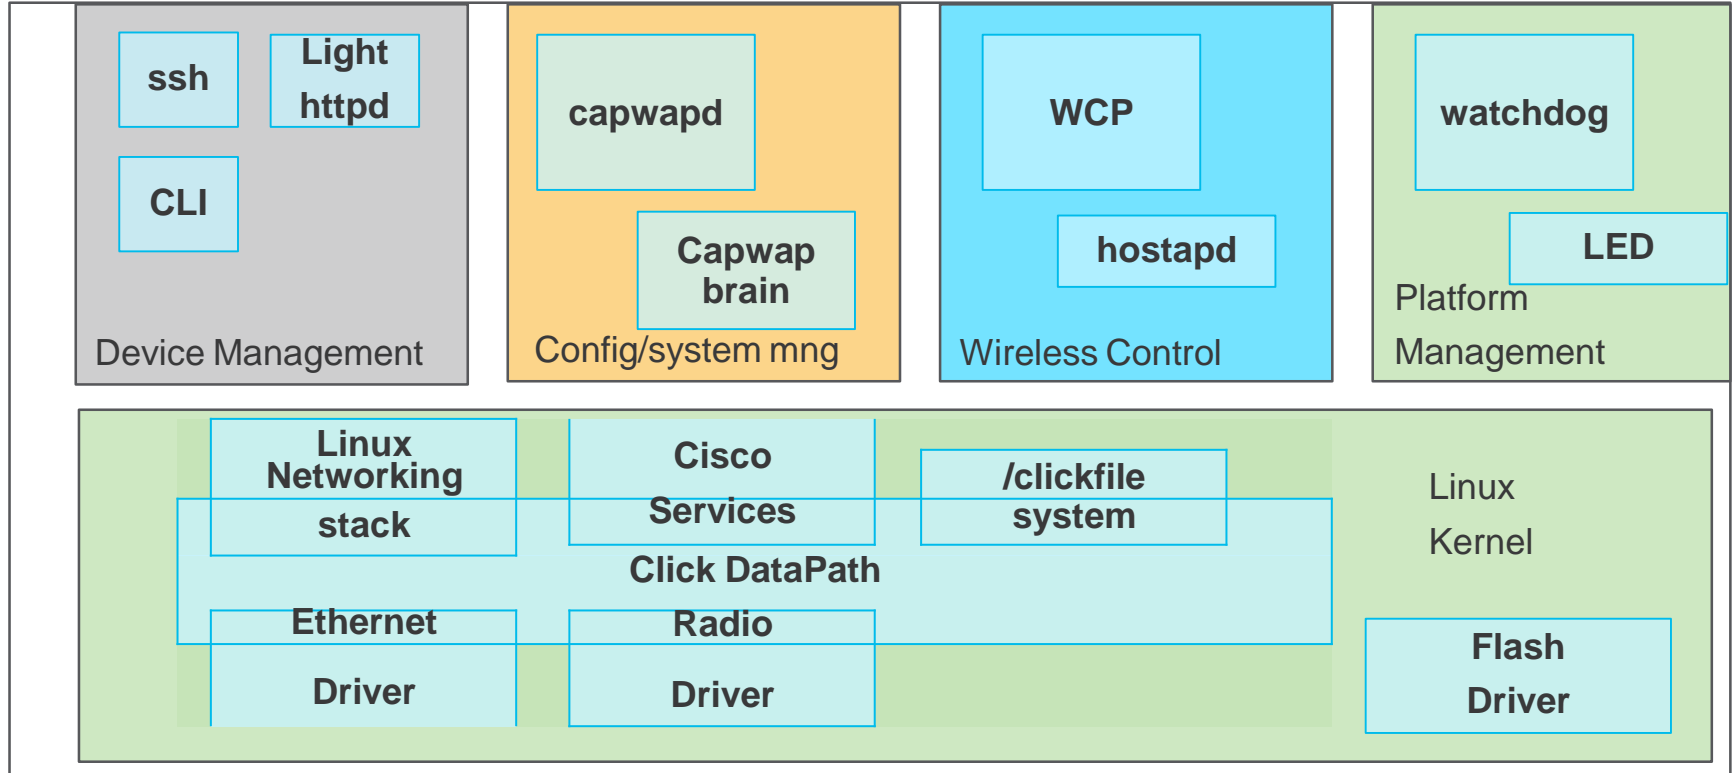 ssh
Light
httpd
CLI
Device Management
capwapd
Capwap
brain
Config/system mng
WCP
hostapd
Wireless Control
watchdog
LED
Platform
Management
Linux
Networking
stack
Cisco
Services
/clickfile
system
Linux
Kernel
Click DataPath
Ethernet
Driver
Radio
Driver
Flash
Driver